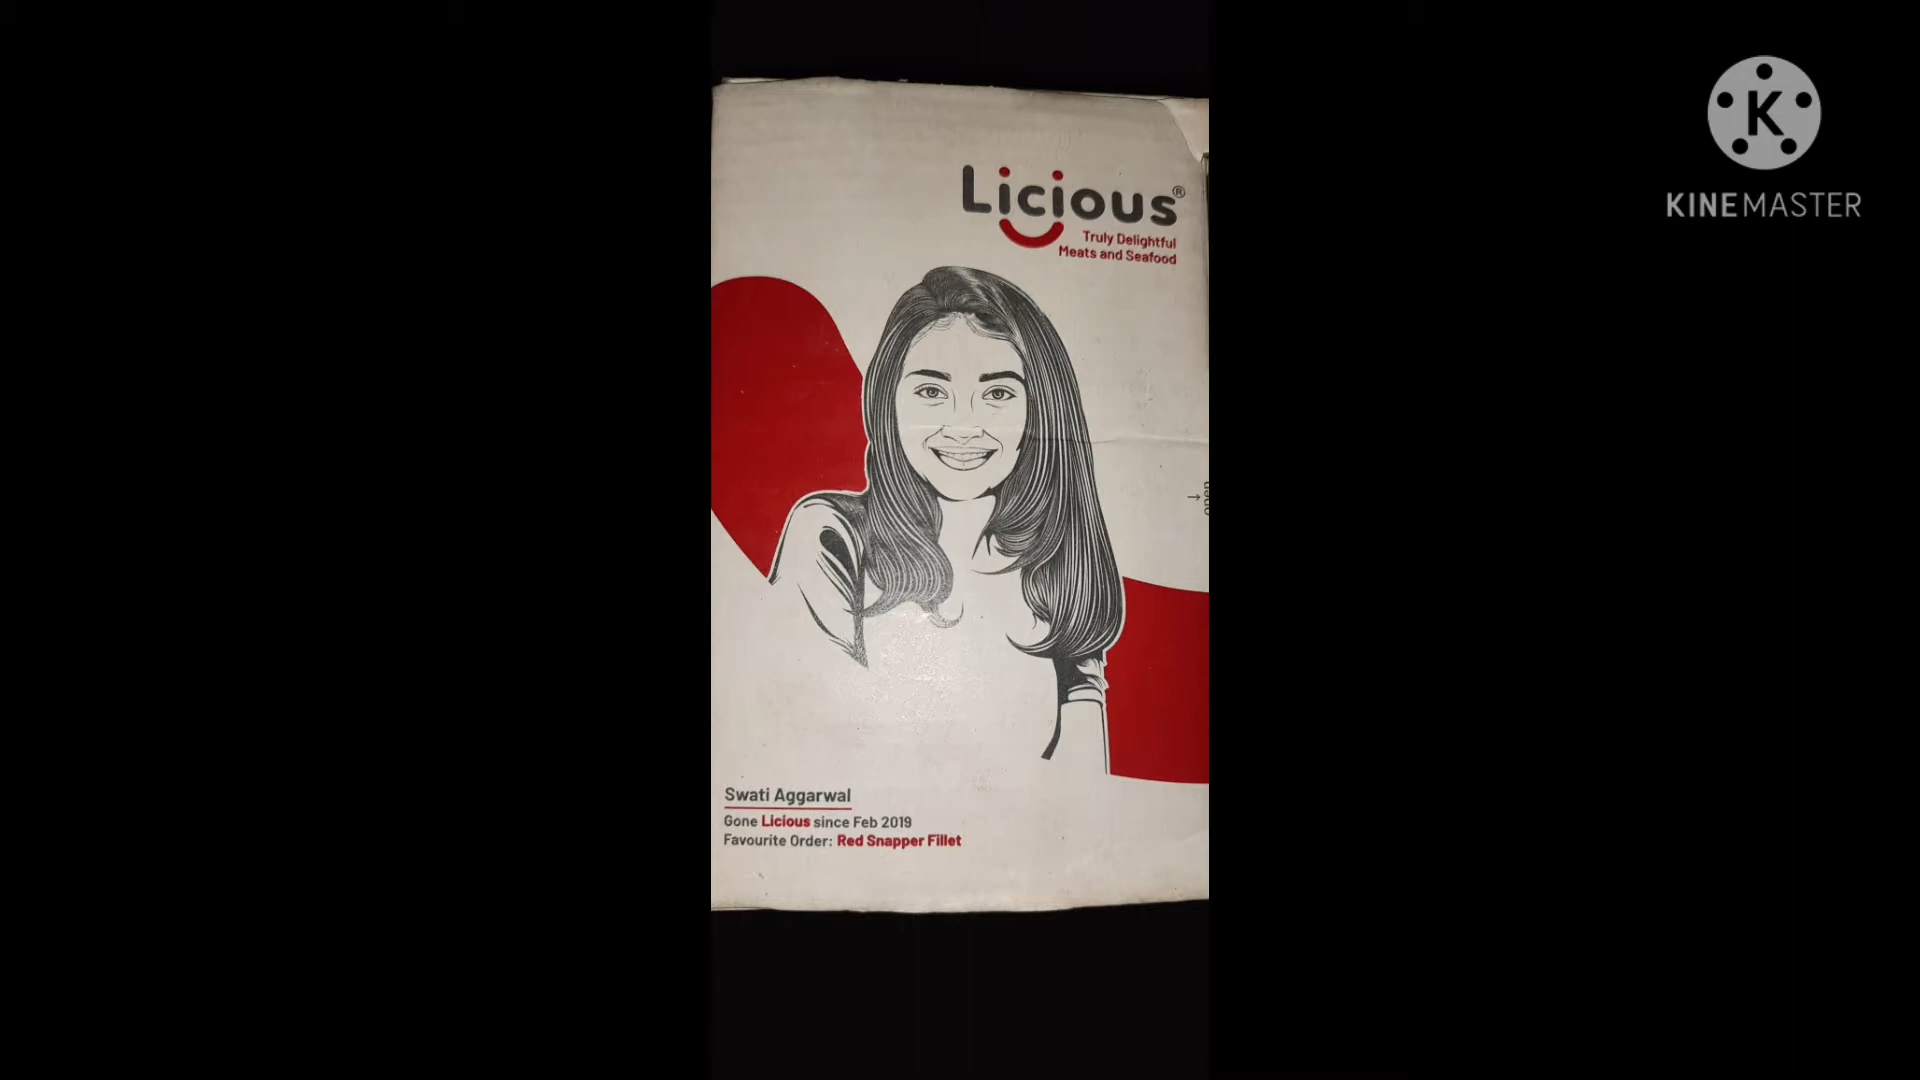 Licious®
Truly Delightful
Meats and Seafood
→ open
Swati Aggarwal
Gone Licious since Feb 2019
Favourite Order: Red Snapper Fillet
K
KINEMASTER